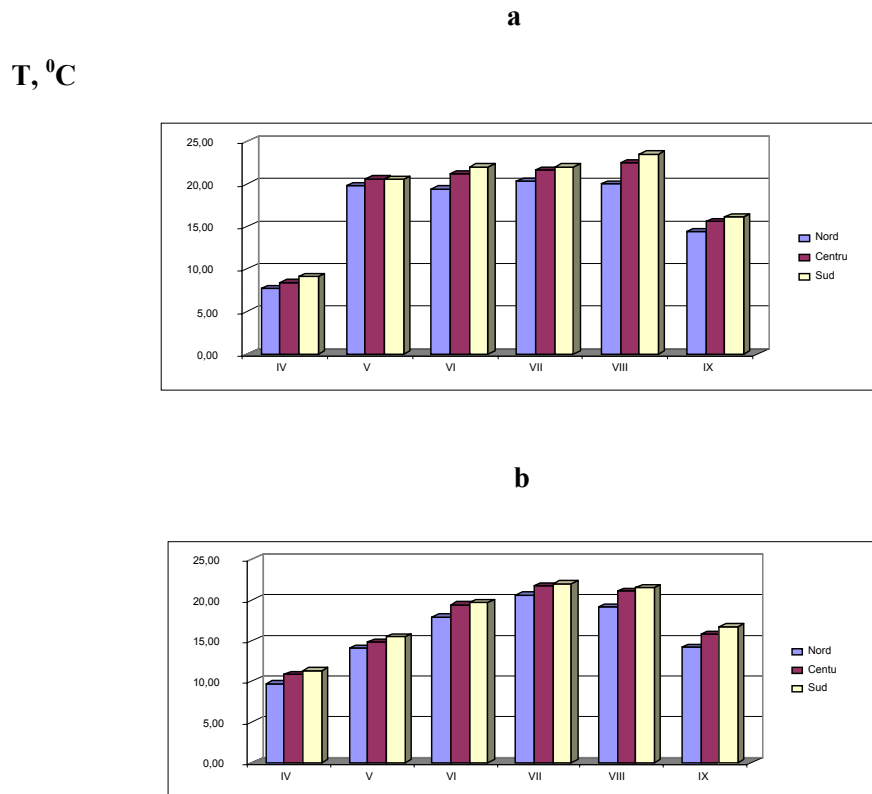 a
T, ⁰C
25,00
20,00
15,00
10,00
5,00
0,00
IV V VI VII VIII IX
Nord
Centru
Sud
b
25,00
20,00
15,00
10,00
5,00
0,00
IV V VI VII VIII IX
Nord
Centu
Sud